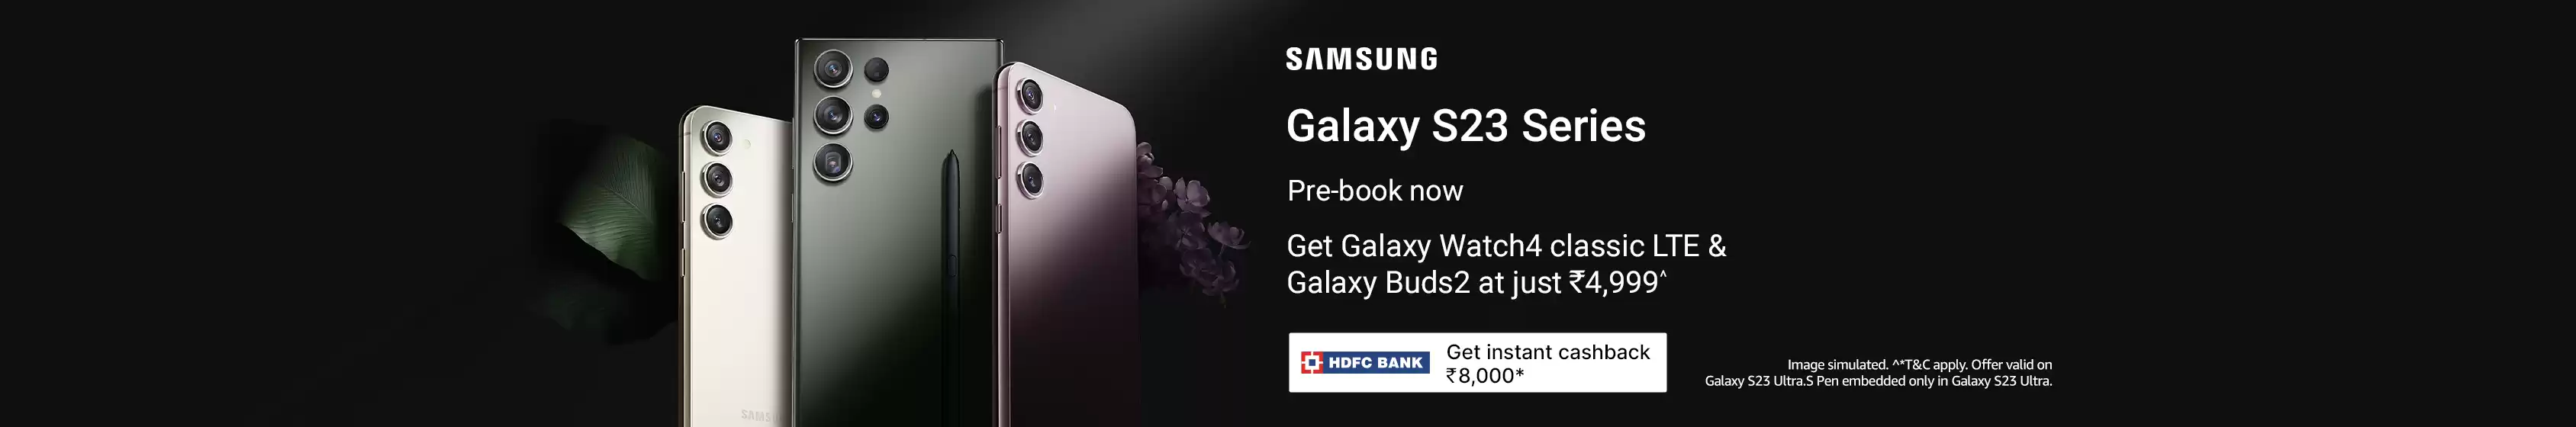 SAMSUNG
Galaxy S23 Series
Pre-book now
Get Galaxy Watch4 classic LTE &
Galaxy Buds2 at just ₹4,999^
HDFC BANK
Get instant cashback
₹8,000*
Image simulated. ^*T&C apply. Offer valid on
Galaxy S23 Ultra.S Pen embedded only in Galaxy S23 Ultra.
SAMSUNG